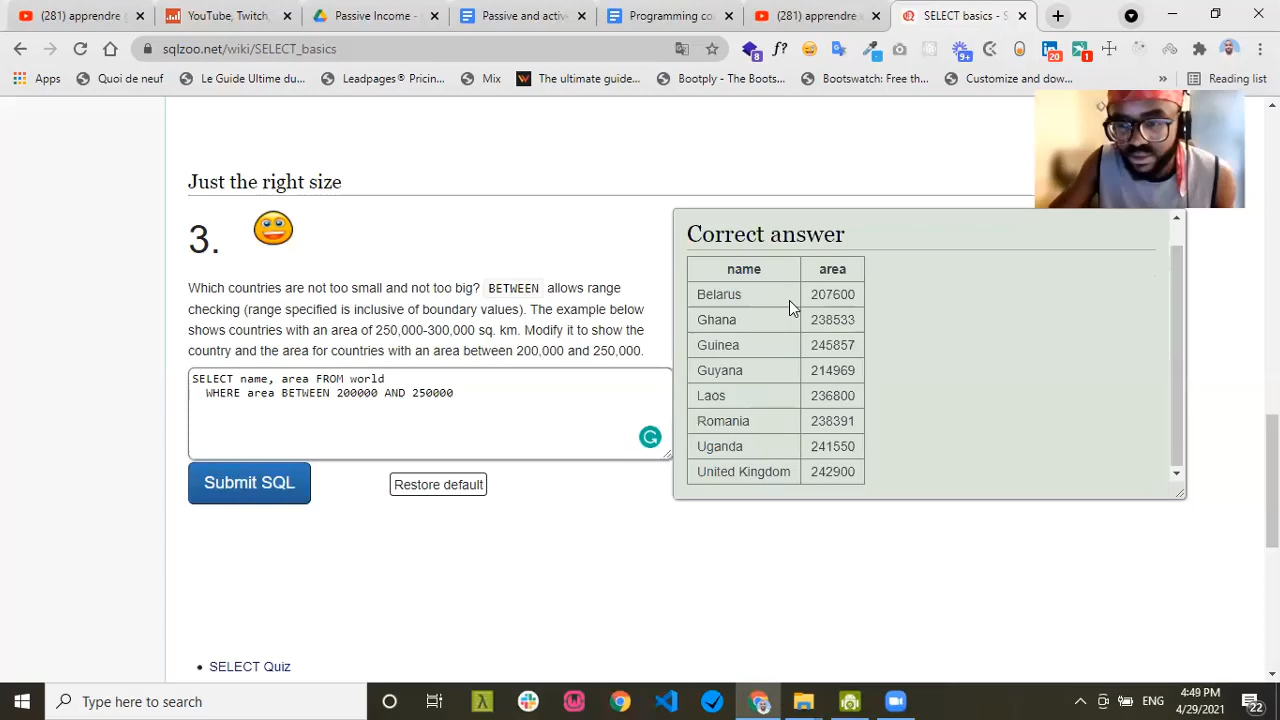 (281) apprendre
YouTube, Twitch,
Passive Income -
Passive and activ
Programming co
(281) apprendre
SELECT basics - S
sqlzoo.net/wiki/SELECT_basics
8
f?
9+
20
1
Apps
Quoi de neuf
Le Guide Ultime du...
Leadpages® Pricin...
Mix
The ultimate guide...
Bootply : The Boots...
Bootswatch: Free th...
Customize and dow...
»
Reading list
Just the right size
3.
Which countries are not too small and not too big? BETWEEN allows range
checking (range specified is inclusive of boundary values). The example below
shows countries with an area of 250,000-300,000 sq. km. Modify it to show the
country and the area for countries with an area between 200,000 and 250,000.
SELECT name, area FROM world
WHERE area BETWEEN 200000 AND 250000
Submit SQL
Restore default
Correct answer
name area
Belarus 207600
Ghana 238533
Guinea 245857
Guyana 214969
Laos 236800
Romania 238391
Uganda 241550
United Kingdom 242900
SELECT Quiz
Type here to search
ENG
4:49 PM
4/29/2021
22